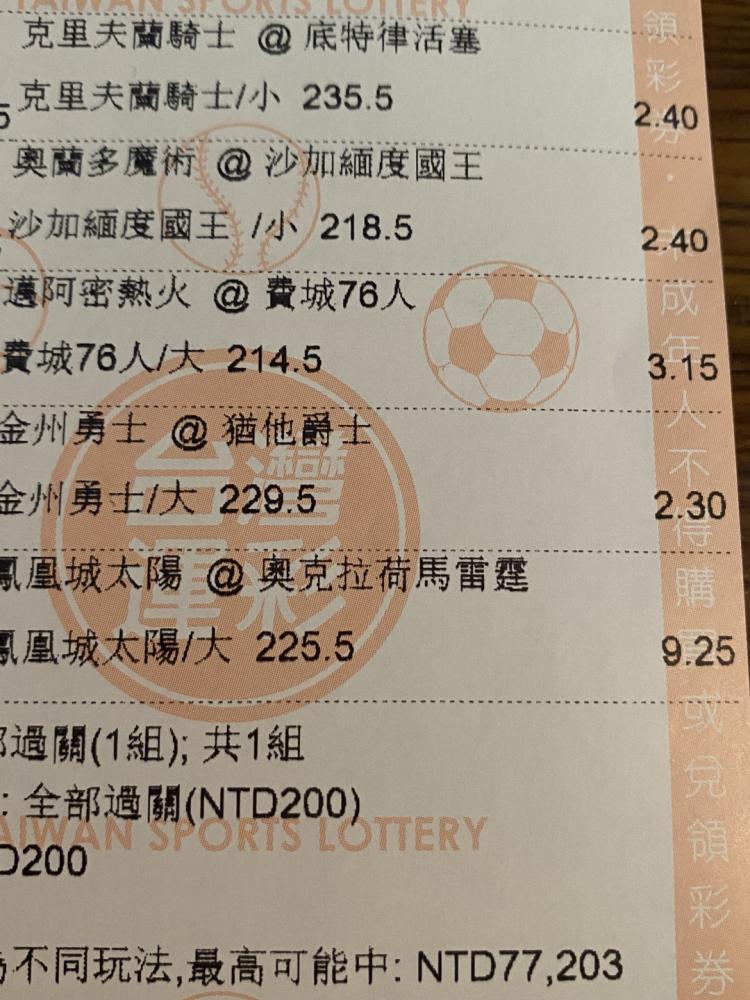 TAIWAN SPORTS LOTTERY
克里夫蘭騎士 @ 底特律活塞
克里夫蘭騎士/小 235.5 2.40
奧蘭多魔術 @ 沙加緬度國王
沙加緬度國王 /小 218.5 2.40
邁阿密熱火 @ 費城76人
費城76人/大 214.5 3.15
金州勇士 @ 猶他爵士
金州勇士/大 229.5 2.30
鳳凰城太陽 @ 奧克拉荷馬雷霆
鳳凰城太陽/大 225.5 9.25
台灣
運彩
部過關(1組); 共1組
: 全部過關(NTD200)
TAIWAN SPORTS LOTTERY
D200
為不同玩法,最高可能中: NTD77,203
領彩券·未成年人不得購買或兌領彩券